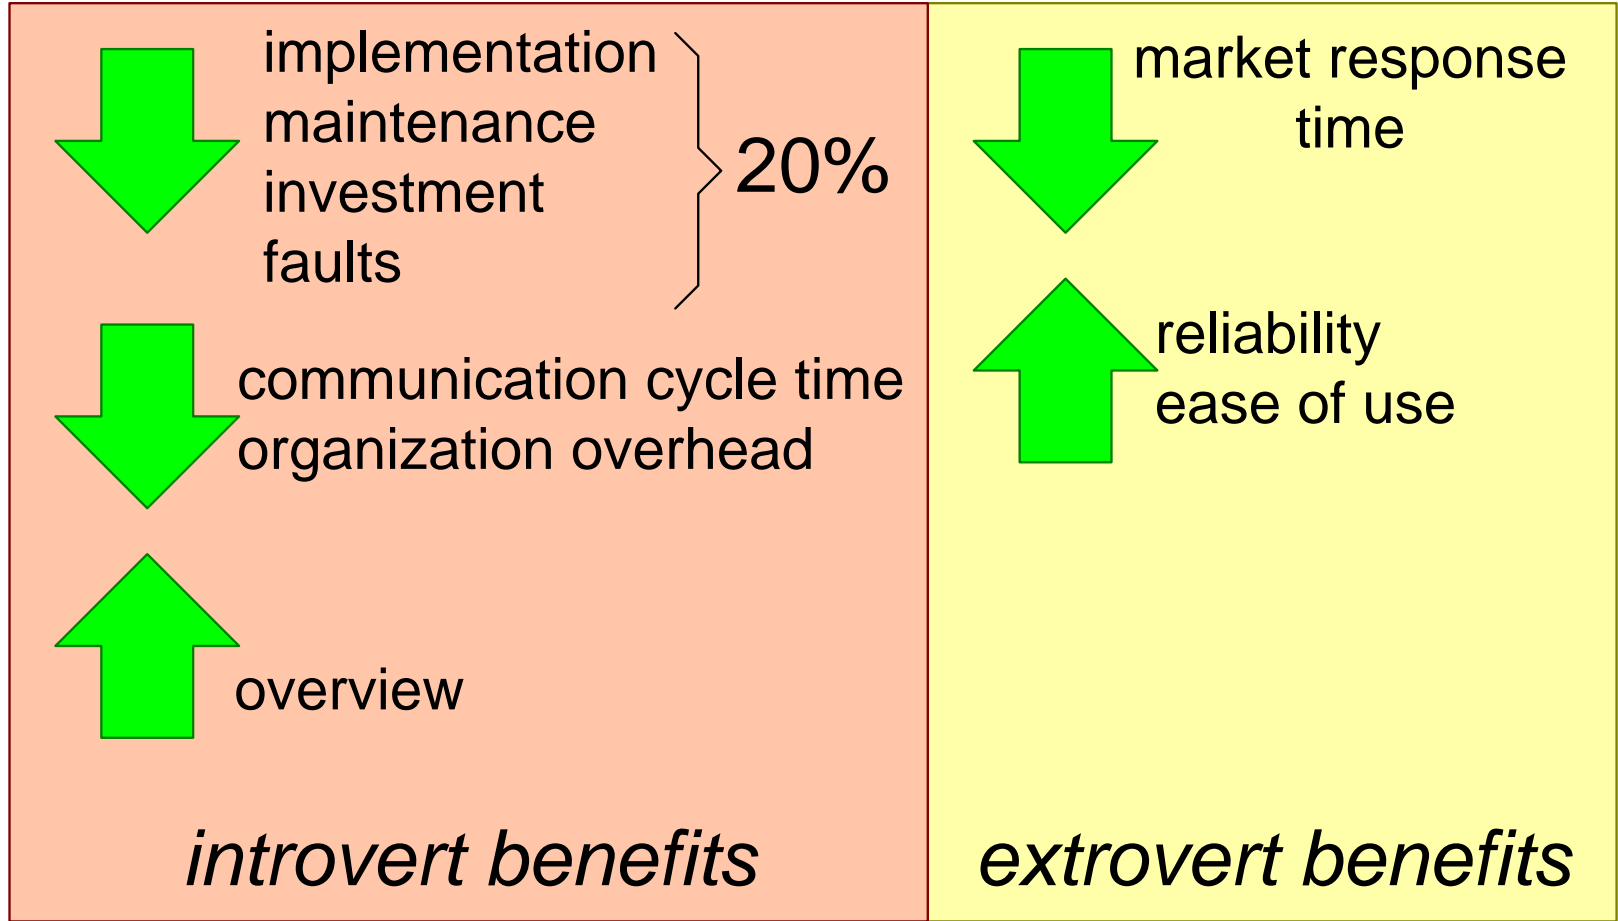 implementation
maintenance
investment
faults
20%
communication cycle time
organization overhead
overview
introvert benefits
market response
time
reliability
ease of use
extrovert benefits